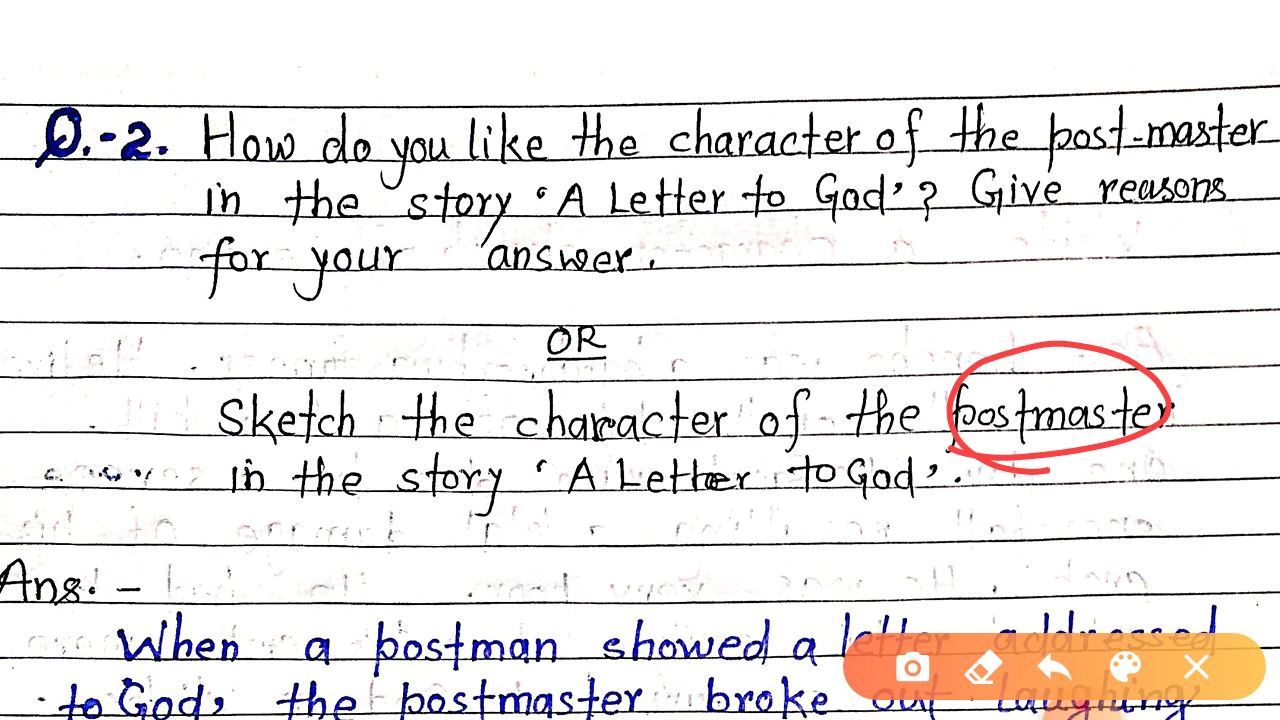 Q.-2. How do you like the character of the post-master
in the story 'A Letter to God'? Give reasons
for your answer.
OR
Sketch the character of the postmaster
in the story 'A Letter to God'.
Ans. -
When a postman showed a letter addressed
to God, the postmaster broke out laughing